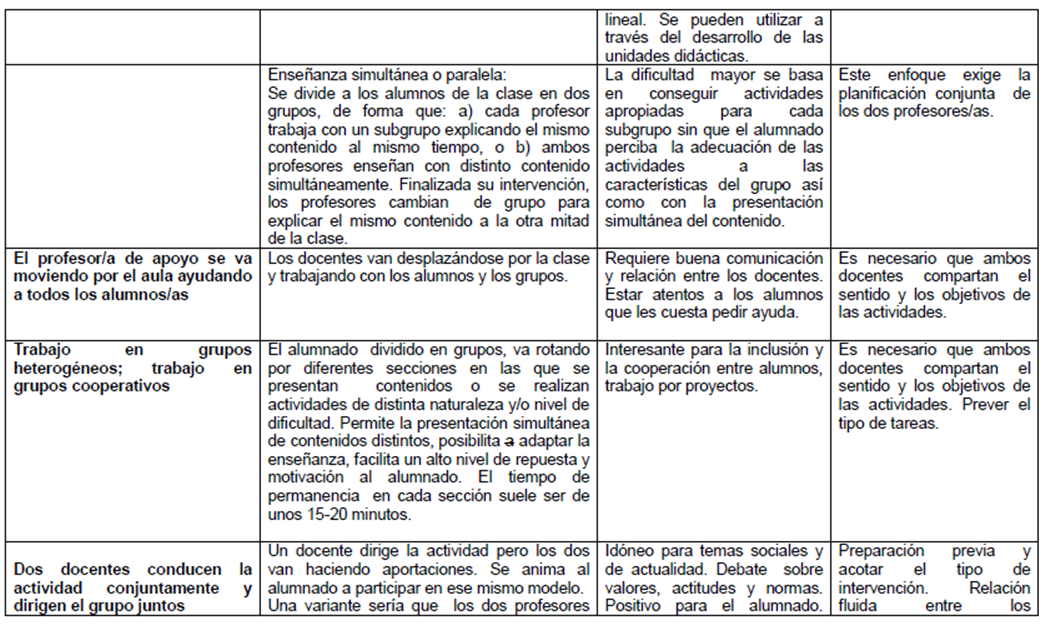 lineal. Se pueden utilizar a
través del desarrollo de las
unidades didácticas.
Enseñanza simultánea o paralela:
Se divide a los alumnos de la clase en dos
grupos, de forma que: a) cada profesor
trabaja con un subgrupo explicando el mismo
contenido al mismo tiempo, o b) ambos
profesores enseñan con distinto contenido
simultáneamente. Finalizada su intervención,
los profesores cambian de grupo para
explicar el mismo contenido a la otra mitad
de la clase.
La dificultad mayor se basa
en conseguir actividades
apropiadas para cada
subgrupo sin que el alumnado
perciba la adecuación de las
actividades a las
características del grupo así
como con la presentación
simultánea del contenido.
Este enfoque exige la
planificación conjunta de
los dos profesores/as.
El profesor/a de apoyo se va
moviendo por el aula ayudando
a todos los alumnos/as
Los docentes van desplazándose por la clase
y trabajando con los alumnos y los grupos.
Requiere buena comunicación
y relación entre los docentes.
Estar atentos a los alumnos
que les cuesta pedir ayuda.
Es necesario que ambos
docentes compartan el
sentido y los objetivos de
las actividades.
Trabajo en grupos
heterogéneos; trabajo en
grupos cooperativos
El alumnado dividido en grupos, va rotando
por diferentes secciones en las que se
presentan contenidos o se realizan
actividades de distinta naturaleza y/o nivel de
dificultad. Permite la presentación simultánea
de contenidos distintos, posibilita a adaptar la
enseñanza, facilita un alto nivel de repuesta y
motivación al alumnado. El tiempo de
permanencia en cada sección suele ser de
unos 15-20 minutos.
Interesante para la inclusión y
la cooperación entre alumnos,
trabajo por proyectos.
Es necesario que ambos
docentes compartan el
sentido y los objetivos de
las actividades. Prever el
tipo de tareas.
Dos docentes conducen la
actividad conjuntamente y
dirigen el grupo juntos
Un docente dirige la actividad pero los dos
van haciendo aportaciones. Se anima al
alumnado a participar en ese mismo modelo.
Una variante sería que los dos profesores
Idóneo para temas sociales y
de actualidad. Debate sobre
valores, actitudes y normas.
Positivo para el alumnado.
Preparación previa y
acotar el tipo de
intervención. Relación
fluida entre los